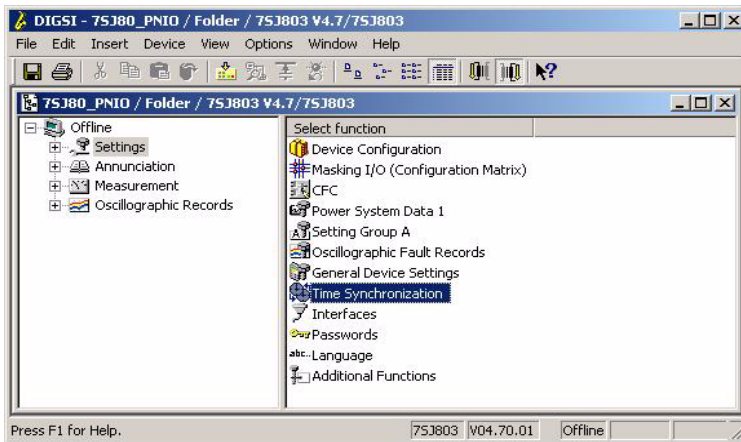 DIGSI - 7SJ80_PNIO / Folder / 7SJ803 V4.7/7SJ803
File Edit Insert Device View Options Window Help
7SJ80_PNIO / Folder / 7SJ803 V4.7/7SJ803
Offline
Settings
Annunciation
Measurement
Oscillographic Records
Select function
Device Configuration
Masking I/O (Configuration Matrix)
CFC
Power System Data 1
Setting Group A
Oscillographic Fault Records
General Device Settings
Time Synchronization
Interfaces
Passwords
abc..Language
Additional Functions
Press F1 for Help. 7SJ803 V04.70.01 Offline